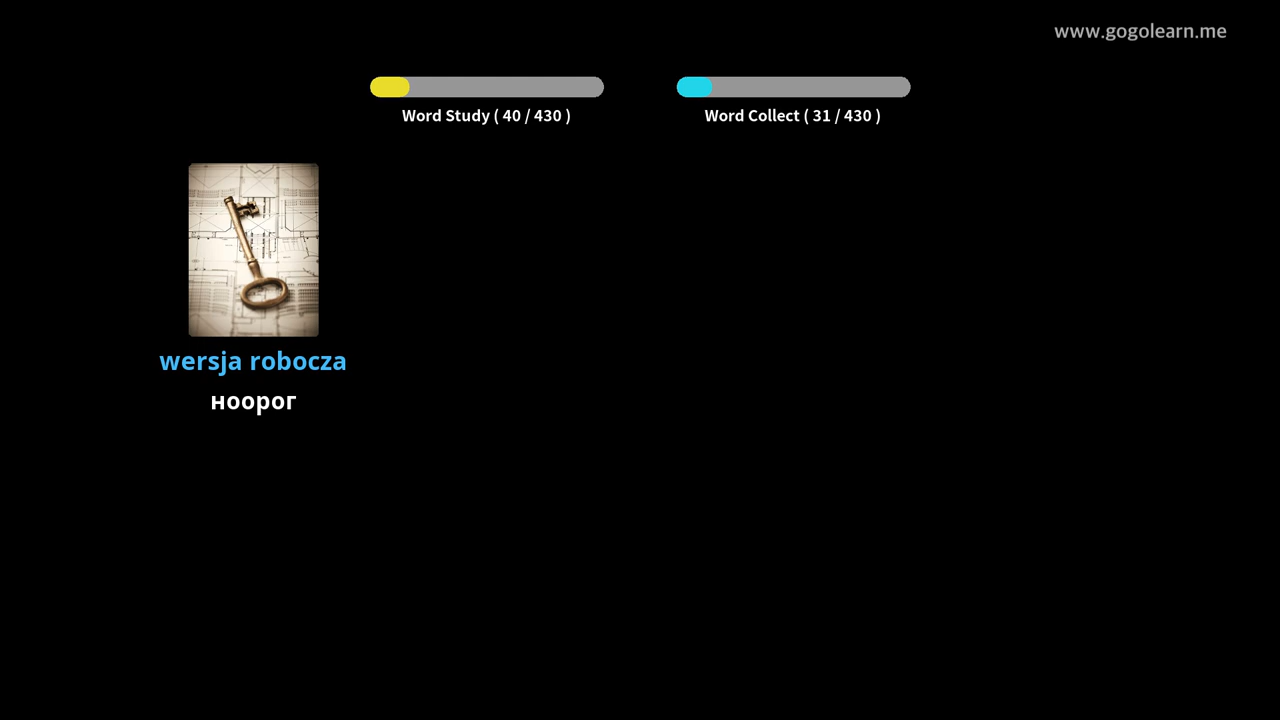 www.gogolearn.me
Word Study ( 40 / 430 )
Word Collect ( 31 / 430 )
wersja robocza
ноорог